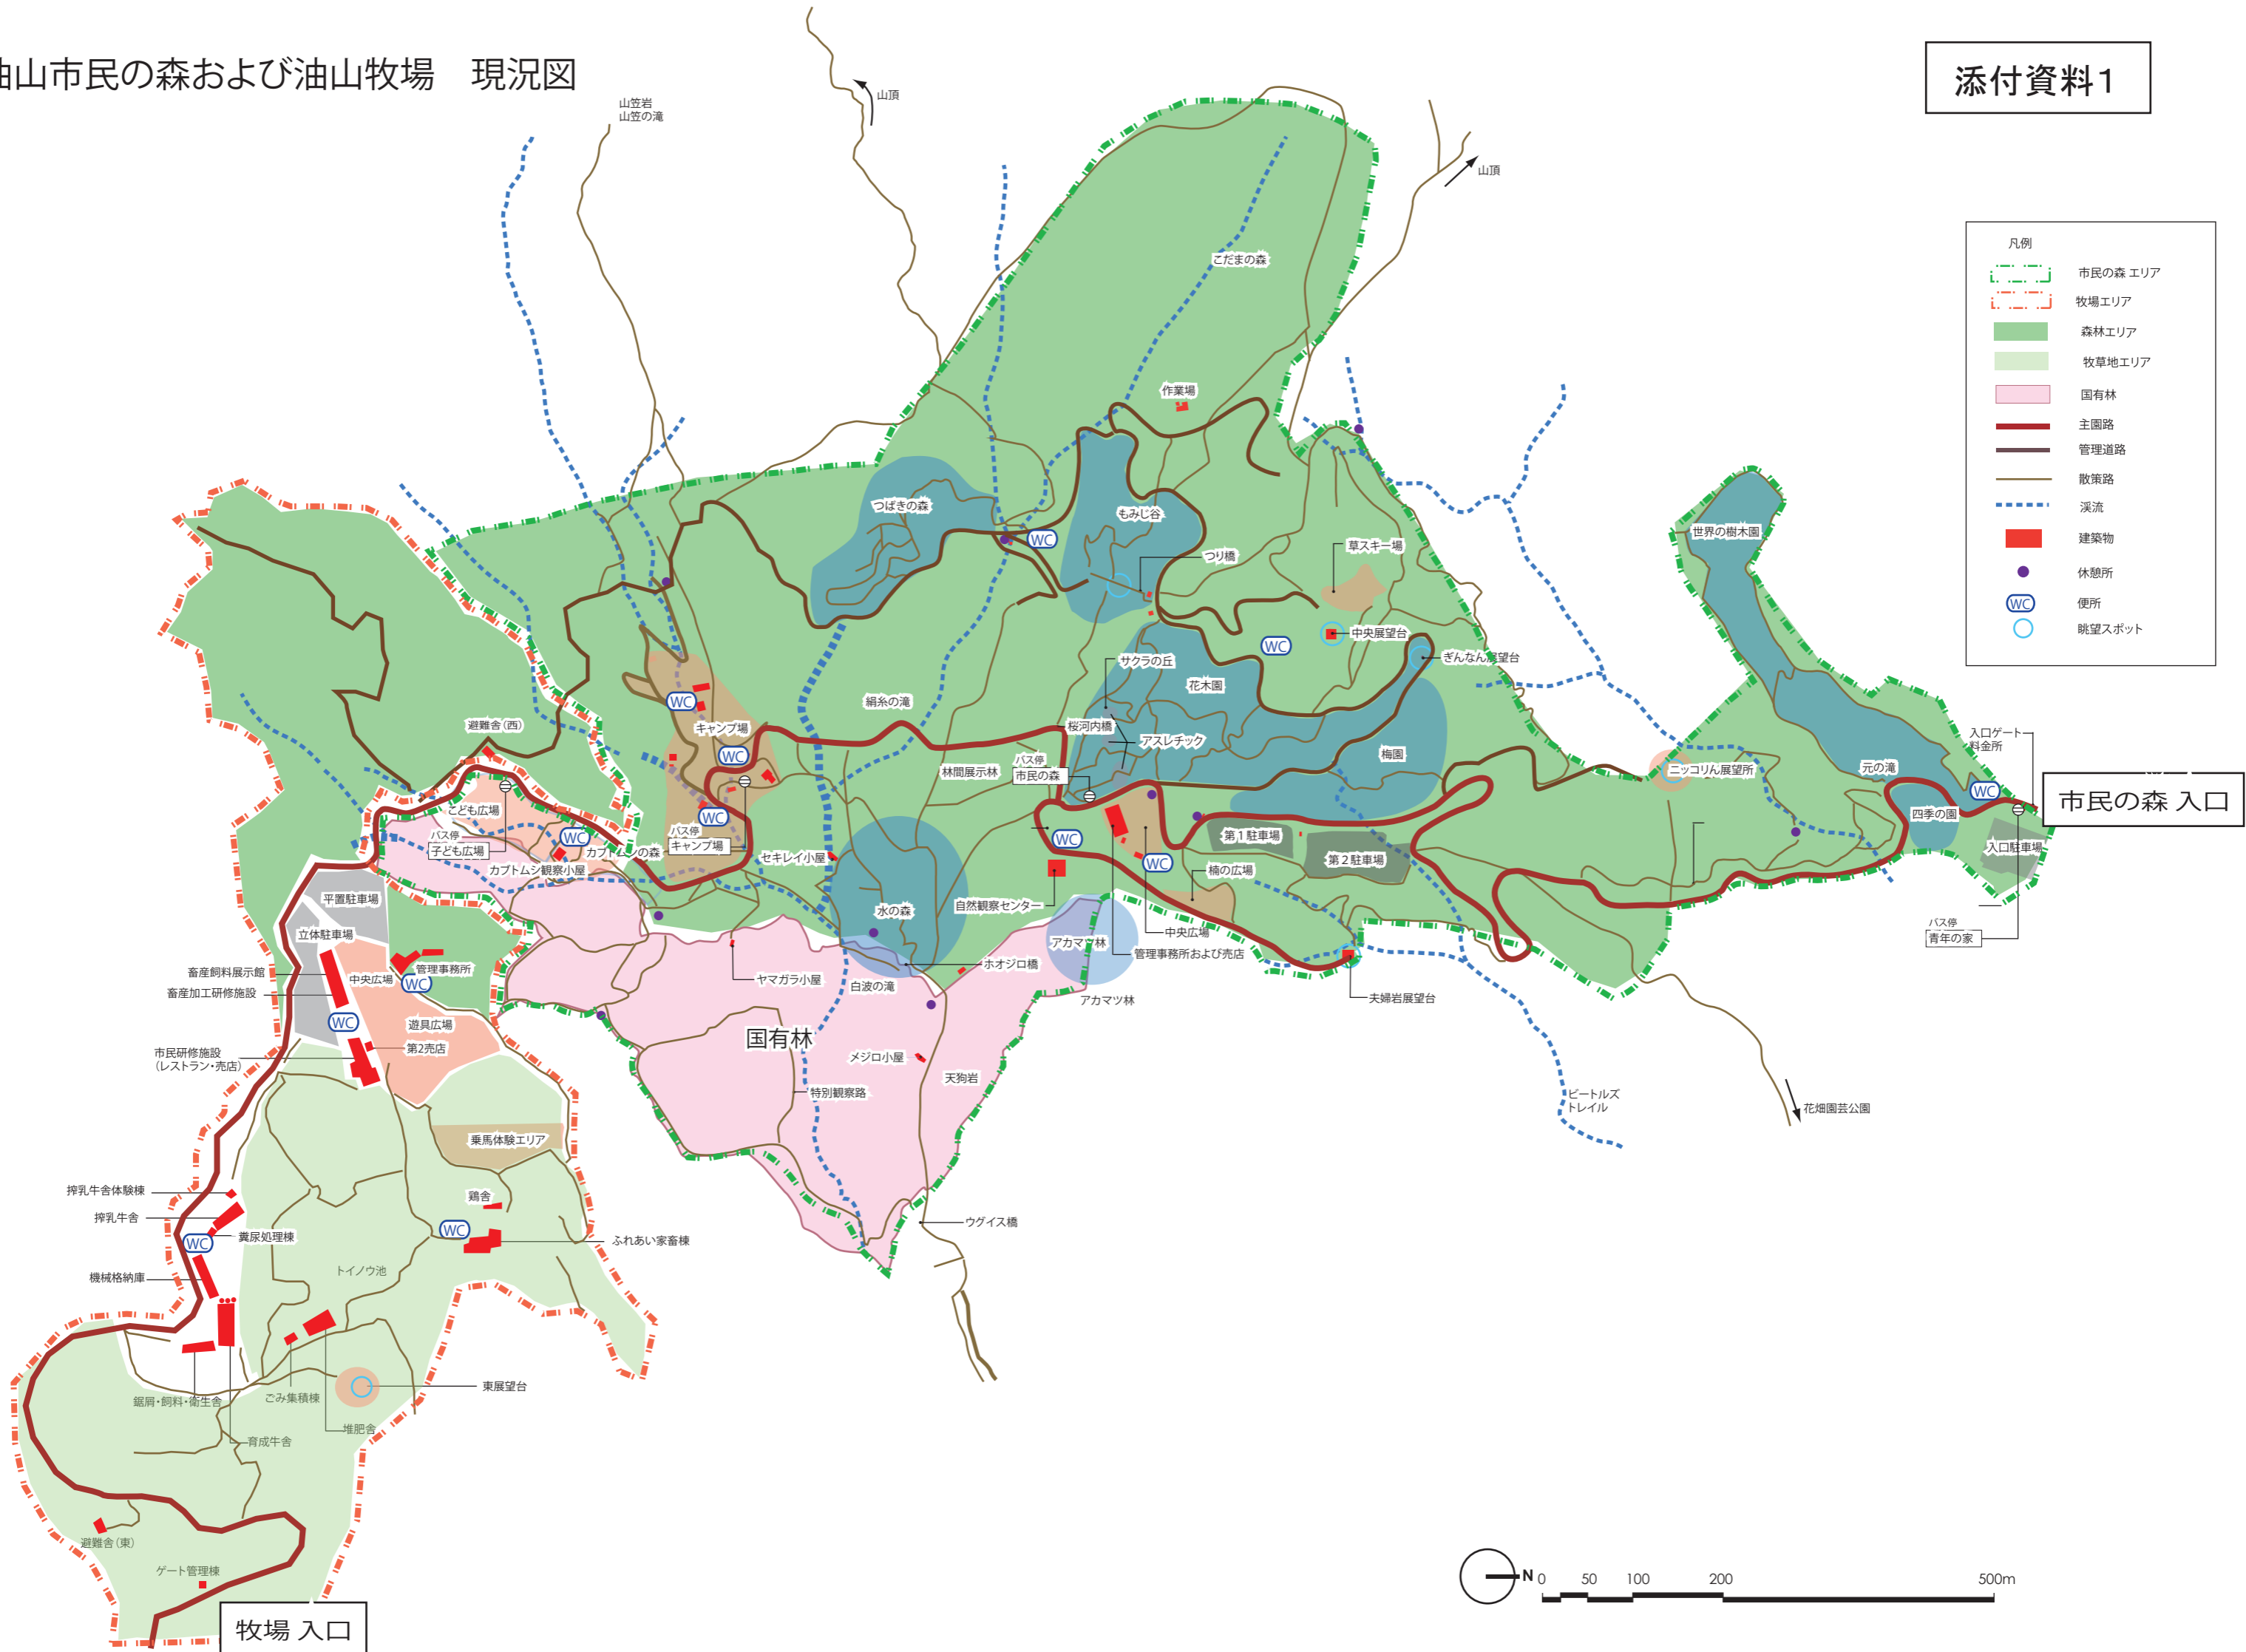 油山市民の森および油山牧場　現況図
添付資料1
山笠岩
山笠の滝
山頂
山頂
こだまの森
凡例
市民の森 エリア
牧場エリア
森林エリア
牧草地エリア
国有林
主園路
管理道路
散策路
渓流
建築物
休憩所
WC
便所
眺望スポット
作業場
つばきの森
もみじ谷
WC
つり橋
草スキー場
世界の樹木園
WC
中央展望台
ぎんなん展望台
サクラの丘
花木園
絹糸の滝
WC
キャンプ場
WC
避難舎(西)
桜河内橋
アスレチック
梅園
林間展示林
バス停
市民の森
ニッコリん展望所
元の滝
入口ゲート
料金所
WC
市民の森 入口
四季の園
入口駐車場
こども広場
バス停
子ども広場
WC
カブトムシの森
カブトムシ観察小屋
WC
バス停
キャンプ場
セキレイ小屋
WC
WC
第1駐車場
第2駐車場
楠の広場
自然観察センター
水の森
平置駐車場
立体駐車場
畜産飼料展示館
畜産加工研修施設
中央広場
管理事務所
WC
ヤマガラ小屋
白波の滝
ホオジロ橋
アカマツ林
アカマツ林
中央広場
管理事務所および売店
夫婦岩展望台
バス停
青年の家
WC
遊具広場
第2売店
市民研修施設
(レストラン・売店)
国有林
メジロ小屋
天狗岩
特別観察路
ビートルズ
トレイル
花畑園芸公園
乗馬体験エリア
搾乳牛舎体験棟
搾乳牛舎
WC
糞尿処理棟
鶏舎
WC
ふれあい家畜棟
ウグイス橋
機械格納庫
トイノウ池
東展望台
鋸屑・飼料・衛生舎
ごみ集積棟
堆肥舎
育成牛舎
避難舎(東)
ゲート管理棟
牧場 入口
N
0 50 100 200 500m